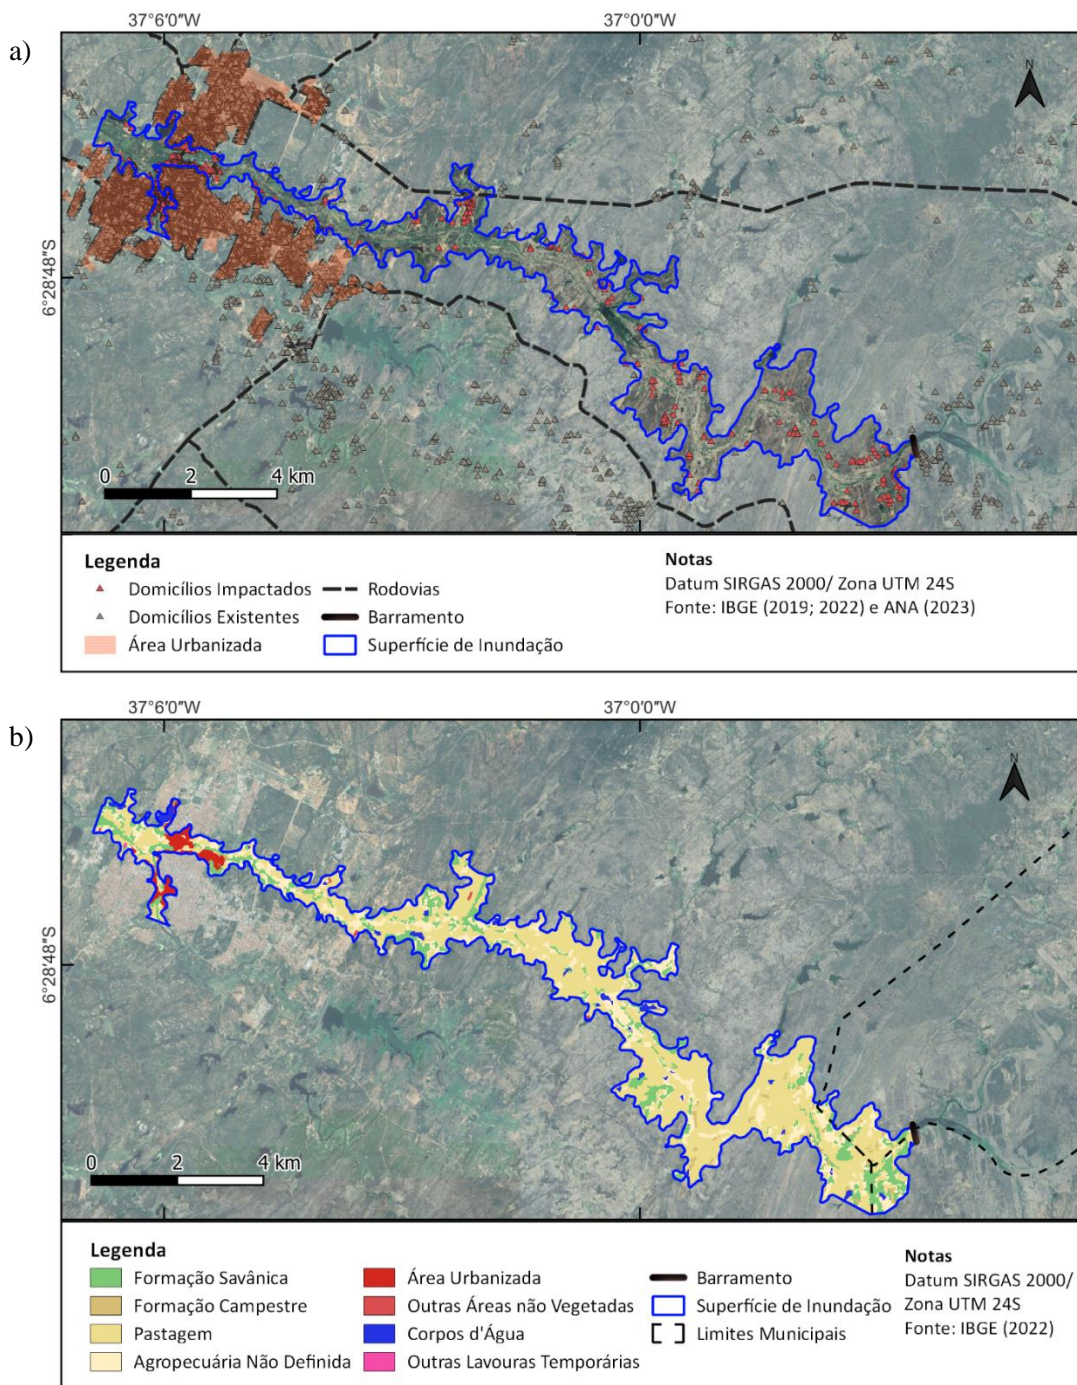 a)
37°6'0"W 37°0'0"W
N
6°28'48"S
0 2 4 km
Legenda
Domicílios Impactados
Domicílios Existentes
Área Urbanizada
Rodovias
Barramento
Superfície de Inundação
Notas
Datum SIRGAS 2000/ Zona UTM 24S
Fonte: IBGE (2019; 2022) e ANA (2023)
b)
37°6'0"W 37°0'0"W
N
6°28'48"S
0 2 4 km
Legenda
Formação Savânica
Formação Campestre
Pastagem
Agropecuária Não Definida
Área Urbanizada
Outras Áreas não Vegetadas
Corpos d'Água
Outras Lavouras Temporárias
Barramento
Superfície de Inundação
Limites Municipais
Notas
Datum SIRGAS 2000/
Zona UTM 24S
Fonte: IBGE (2022)